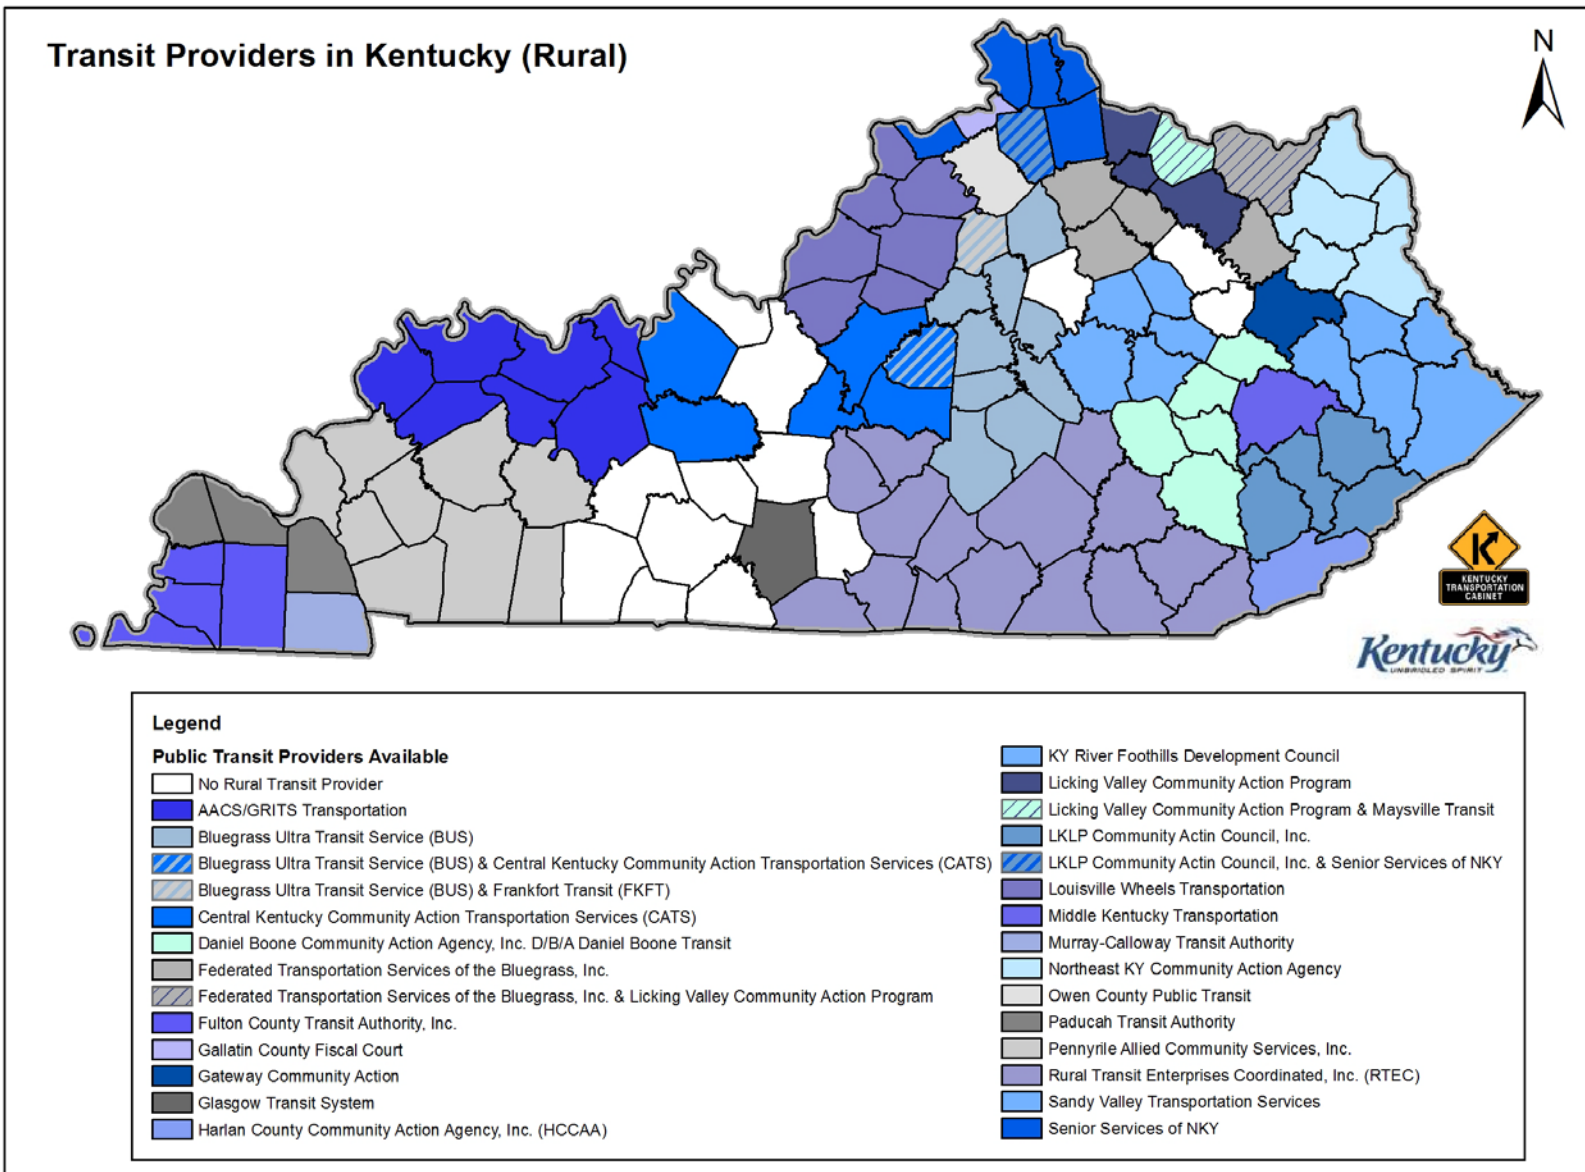 Transit Providers in Kentucky (Rural)
N
KENTUCKY
TRANSPORTATION
CABINET
Kentucky
UNBRIDLED SPIRIT
Legend
Public Transit Providers Available
No Rural Transit Provider
AACS/GRITS Transportation
Bluegrass Ultra Transit Service (BUS)
Bluegrass Ultra Transit Service (BUS) & Central Kentucky Community Action Transportation Services (CATS)
Bluegrass Ultra Transit Service (BUS) & Frankfort Transit (FKFT)
Central Kentucky Community Action Transportation Services (CATS)
Daniel Boone Community Action Agency, Inc. D/B/A Daniel Boone Transit
Federated Transportation Services of the Bluegrass, Inc.
Federated Transportation Services of the Bluegrass, Inc. & Licking Valley Community Action Program
Fulton County Transit Authority, Inc.
Gallatin County Fiscal Court
Gateway Community Action
Glasgow Transit System
Harlan County Community Action Agency, Inc. (HCCAA)
KY River Foothills Development Council
Licking Valley Community Action Program
Licking Valley Community Action Program & Maysville Transit
LKLP Community Actin Council, Inc.
LKLP Community Actin Council, Inc. & Senior Services of NKY
Louisville Wheels Transportation
Middle Kentucky Transportation
Murray-Calloway Transit Authority
Northeast KY Community Action Agency
Owen County Public Transit
Paducah Transit Authority
Pennyrile Allied Community Services, Inc.
Rural Transit Enterprises Coordinated, Inc. (RTEC)
Sandy Valley Transportation Services
Senior Services of NKY